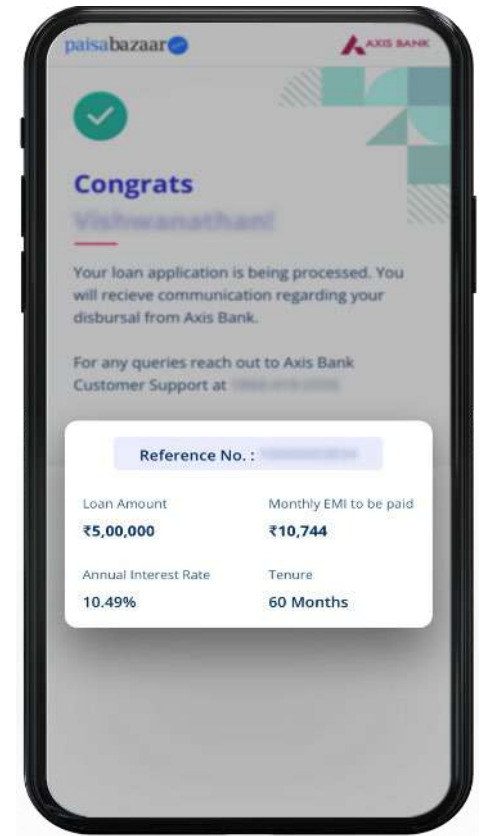 paisabazaar
AXIS BANK
Congrats
Your loan application is being processed. You
will recieve communication regarding your
disbursal from Axis Bank.
For any queries reach out to Axis Bank
Customer Support at
Reference No. :
Loan Amount
Monthly EMI to be paid
₹5,00,000
₹10,744
Annual Interest Rate
Tenure
10.49%
60 Months